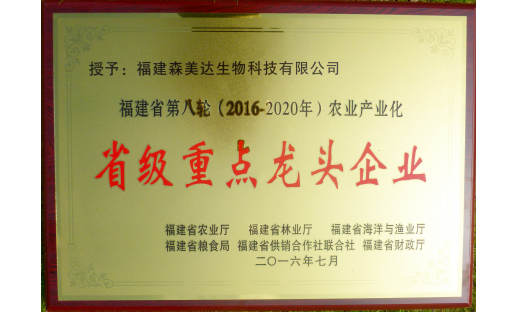 授予：福建森美达生物科技有限公司
福建省第八轮（2016-2020年）农业产业化
省级重点龙头企业
福建省农业厅 福建省林业厅 福建省海洋与渔业厅
福建省粮食局 福建省供销合作社联合社 福建省财政厅
二〇一六年七月